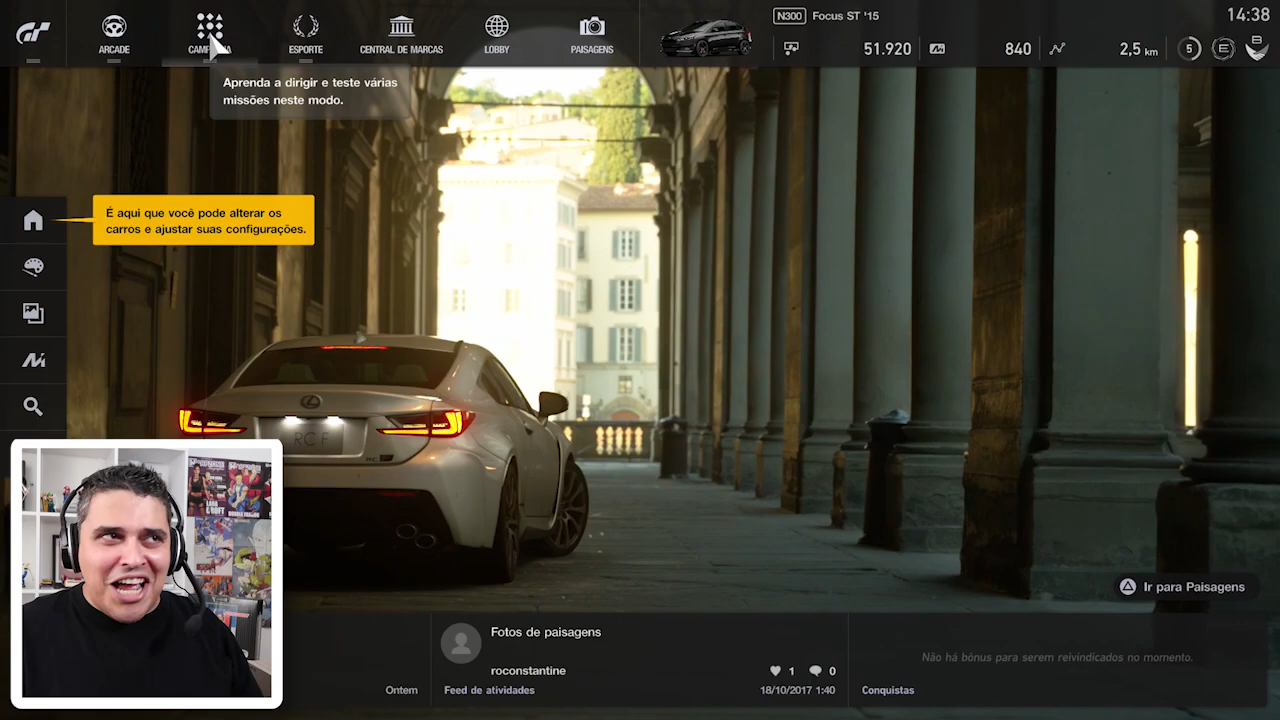 N300 Focus ST '15
14:38
ARCADE
ESPORTE
CENTRAL DE MARCAS
LOBBY
PAISAGENS
51.920
840
2,5 km
5
E
B
Aprenda a dirigir e teste várias
missões neste modo.
É aqui que você pode alterar os
carros e ajustar suas configurações.
RC F
Ir para Paisagens
Fotos de paisagens
roconstantine
1
0
Não há bónus para serem reivindicados no momento.
Ontem
Feed de atividades
18/10/2017 1:40
Conquistas